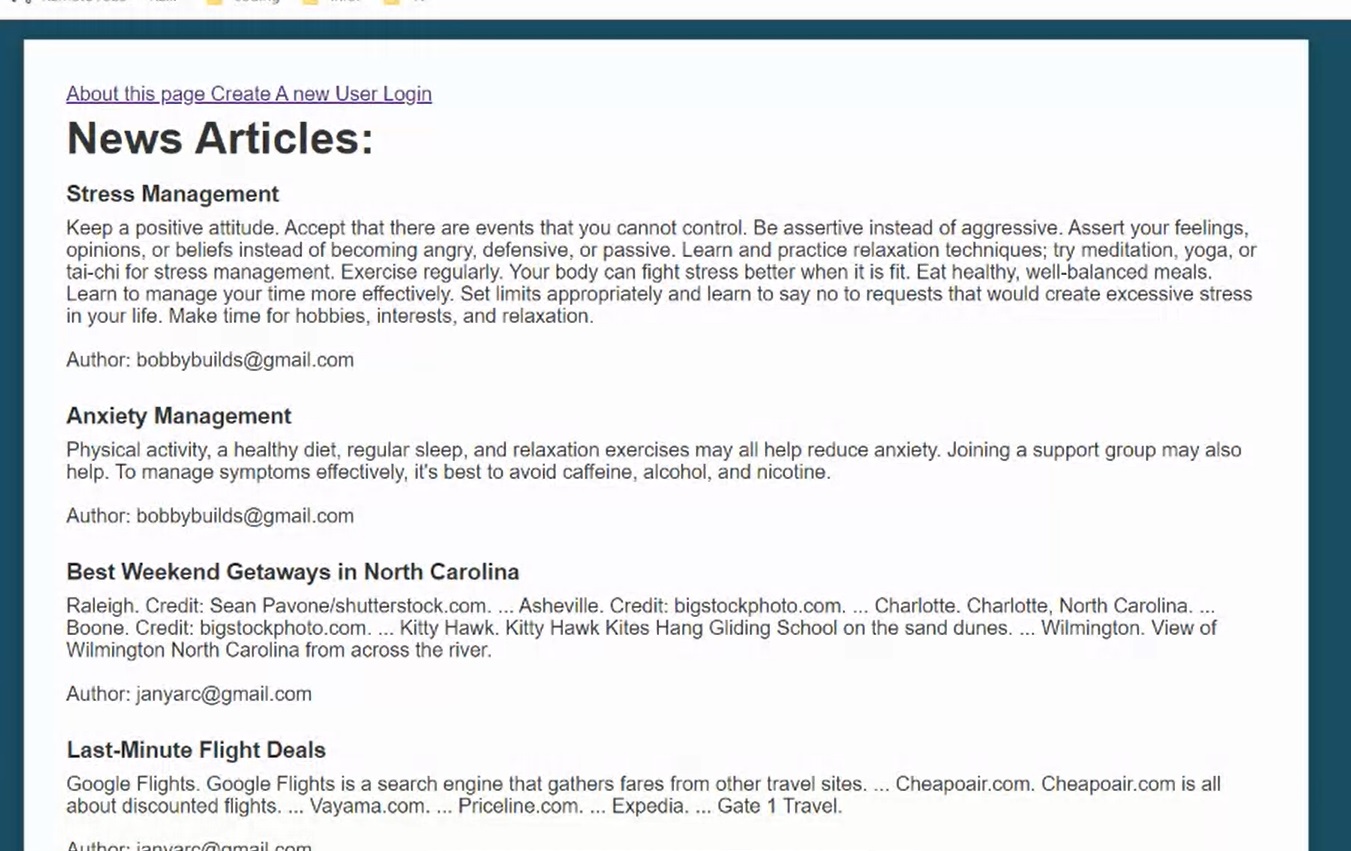 About this page Create A new User Login
News Articles:
Stress Management
Keep a positive attitude. Accept that there are events that you cannot control. Be assertive instead of aggressive. Assert your feelings,
opinions, or beliefs instead of becoming angry, defensive, or passive. Learn and practice relaxation techniques; try meditation, yoga, or
tai-chi for stress management. Exercise regularly. Your body can fight stress better when it is fit. Eat healthy, well-balanced meals.
Learn to manage your time more effectively. Set limits appropriately and learn to say no to requests that would create excessive stress
in your life. Make time for hobbies, interests, and relaxation.
Author: bobbybuilds@gmail.com
Anxiety Management
Physical activity, a healthy diet, regular sleep, and relaxation exercises may all help reduce anxiety. Joining a support group may also
help. To manage symptoms effectively, it's best to avoid caffeine, alcohol, and nicotine.
Author: bobbybuilds@gmail.com
Best Weekend Getaways in North Carolina
Raleigh. Credit: Sean Pavone/shutterstock.com. ... Asheville. Credit: bigstockphoto.com. ... Charlotte. Charlotte, North Carolina. ...
Boone. Credit: bigstockphoto.com. ... Kitty Hawk. Kitty Hawk Kites Hang Gliding School on the sand dunes. ... Wilmington. View of
Wilmington North Carolina from across the river.
Author: janyarc@gmail.com
Last-Minute Flight Deals
Google Flights. Google Flights is a search engine that gathers fares from other travel sites. ... Cheapoair.com. Cheapoair.com is all
about discounted flights. ... Vayama.com. ... Priceline.com. ... Expedia. ... Gate 1 Travel.
Author: janyarc@gmail.com